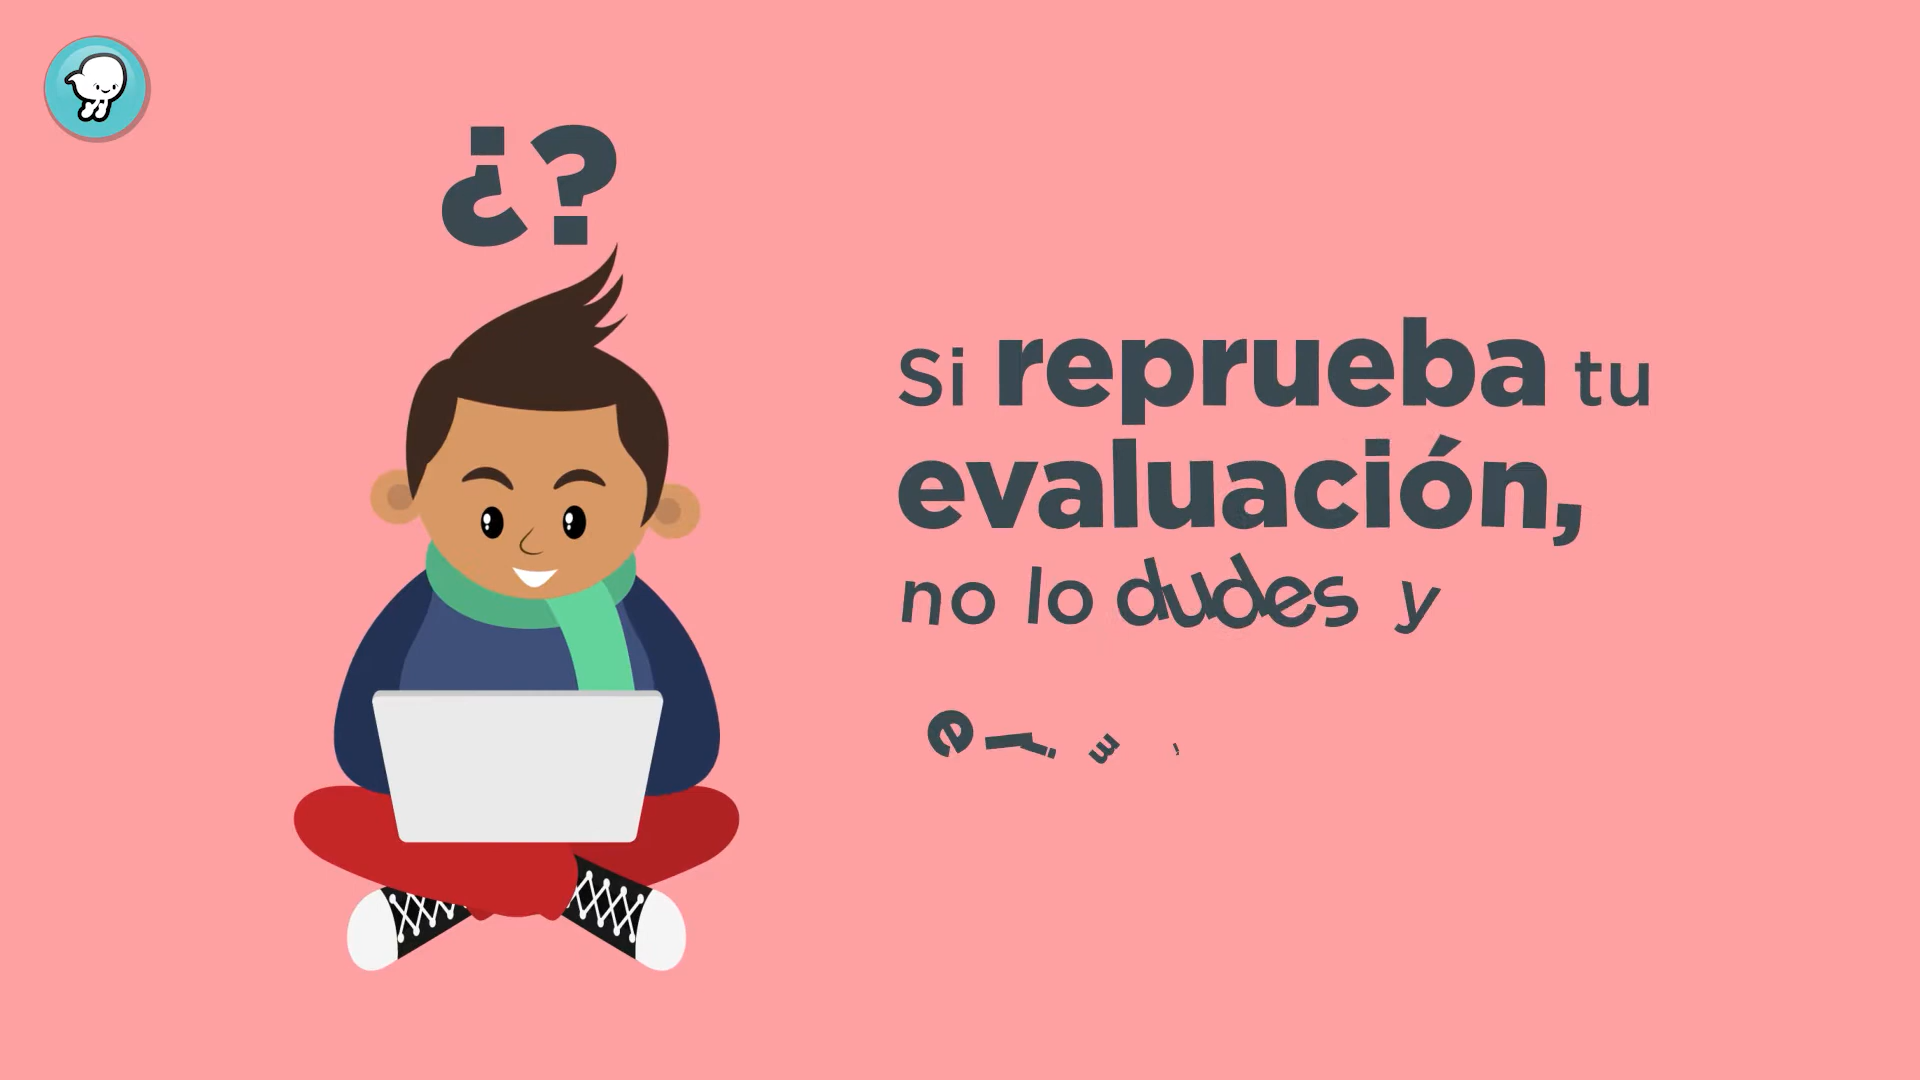 ¿?
Si reprueba tu
evaluación,
no lo dudes y